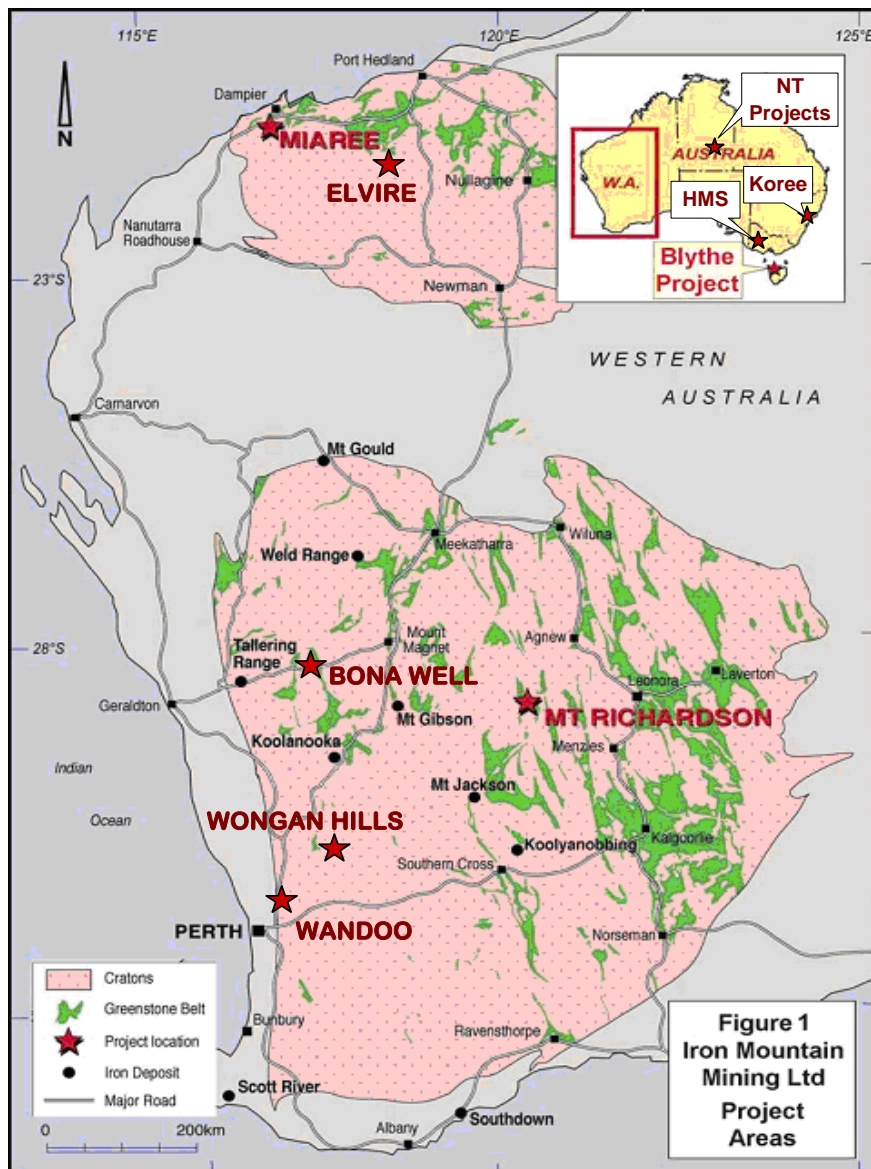 115°E
120°E
125°E
Port Hedland
Dampier
N
MIAREE
ELVIRE
Nullagine
Nanutarra
Roadhouse
23°S
Newman
NT
Projects
AUSTRALIA
W.A.
Koree
HMS
Blythe
Project
WESTERN
AUSTRALIA
Carnarvon
Mt Gould
Meekatharra
Wiluna
Weld Range
28°S
Tallering
Range
Mount
Magnet
Agnew
BONA WELL
Leonora
Laverton
Geraldton
Mt Gibson
MT RICHARDSON
Koolanooka
Menzies
Indian
Ocean
Mt Jackson
WONGAN HILLS
Koolyanobbing
Kalgoorlie
Southern Cross
PERTH
WANDOO
Norseman
Cratons
Greenstone Belt
Project location
Iron Deposit
Major Road
0
200km
Bunbury
Ravensthorpe
Scott River
Southdown
Albany
Figure 1
Iron Mountain
Mining Ltd
Project
Areas